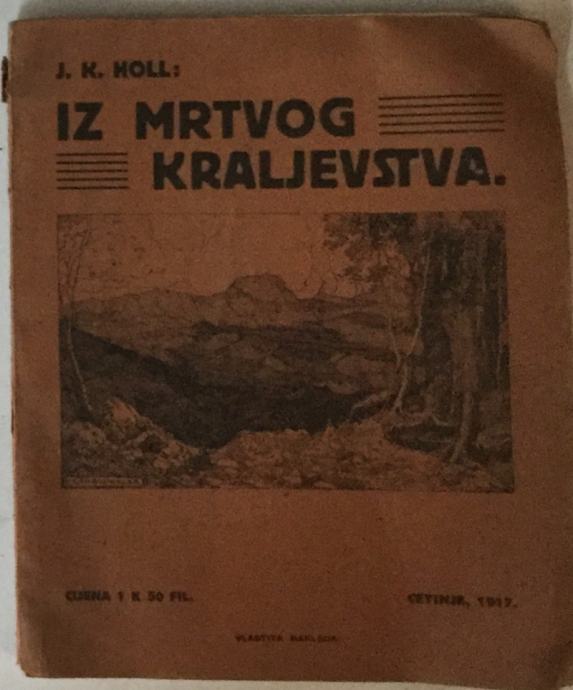 J. K. HOLL:
IZ MRTVOG
KRALJEVSTVA.
CIJENA 1 K 50 FIL.
CETINJE, 1917.
VLASTITA NAKLADA